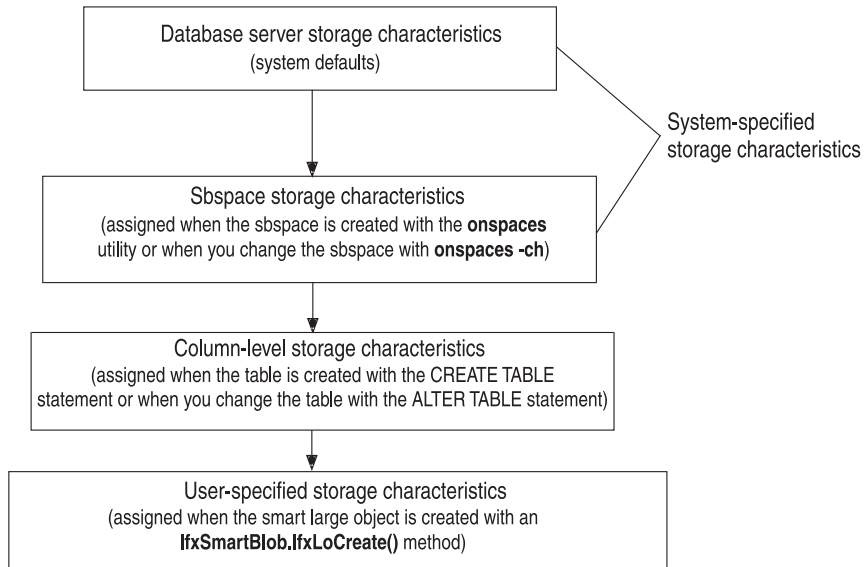 Database server storage characteristics
(system defaults)
System-specified
storage characteristics
Sbspace storage characteristics
(assigned when the sbspace is created with the onspaces
utility or when you change the sbspace with onspaces -ch)
Column-level storage characteristics
(assigned when the table is created with the CREATE TABLE
statement or when you change the table with the ALTER TABLE statement)
User-specified storage characteristics
(assigned when the smart large object is created with an
IfxSmartBlob.IfxLoCreate() method)